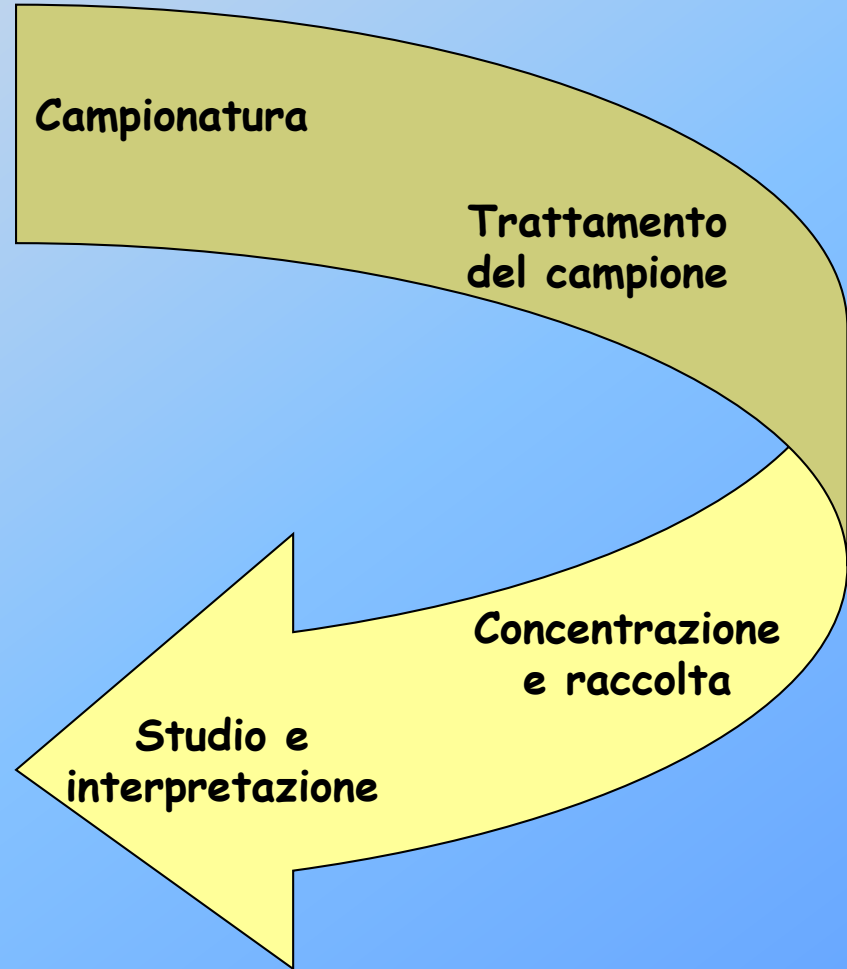 Campionatura
Trattamento
del campione
Concentrazione
e raccolta
Studio e
interpretazione